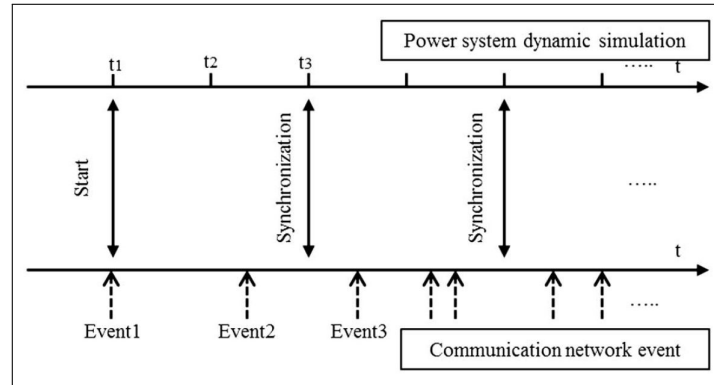 Power system dynamic simulation
t1
t2
t3
.....
t
Start
Synchronization
Synchronization
.....
t
Event1
Event2
Event3
.....
Communication network event